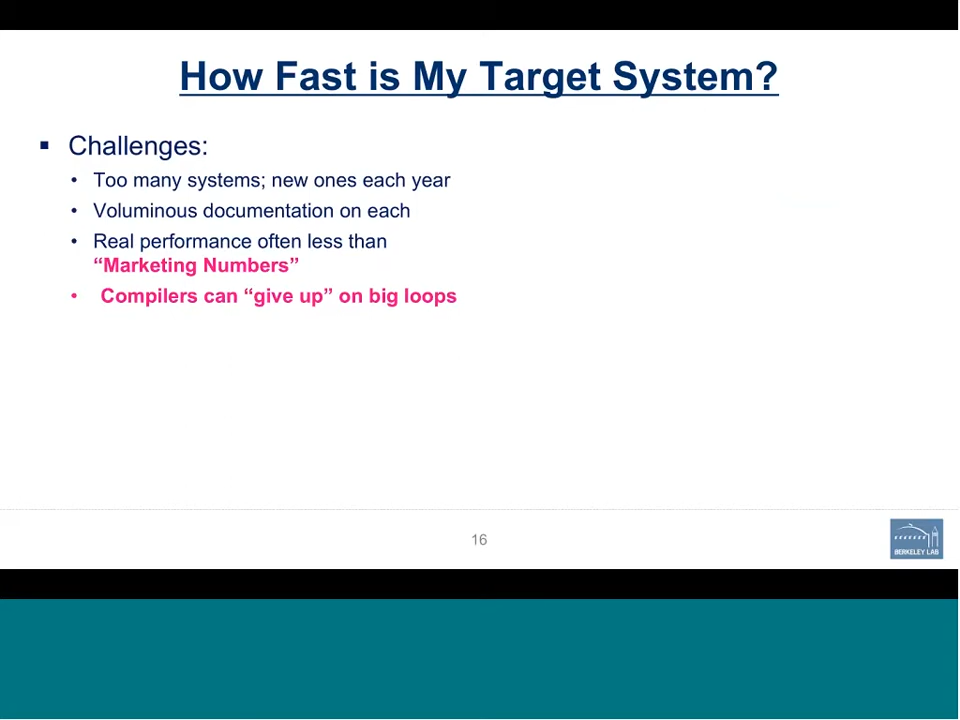 How Fast is My Target System?
▪ Challenges:
• Too many systems; new ones each year
• Voluminous documentation on each
• Real performance often less than
“Marketing Numbers”
• Compilers can “give up” on big loops
16
BERKELEY LAB